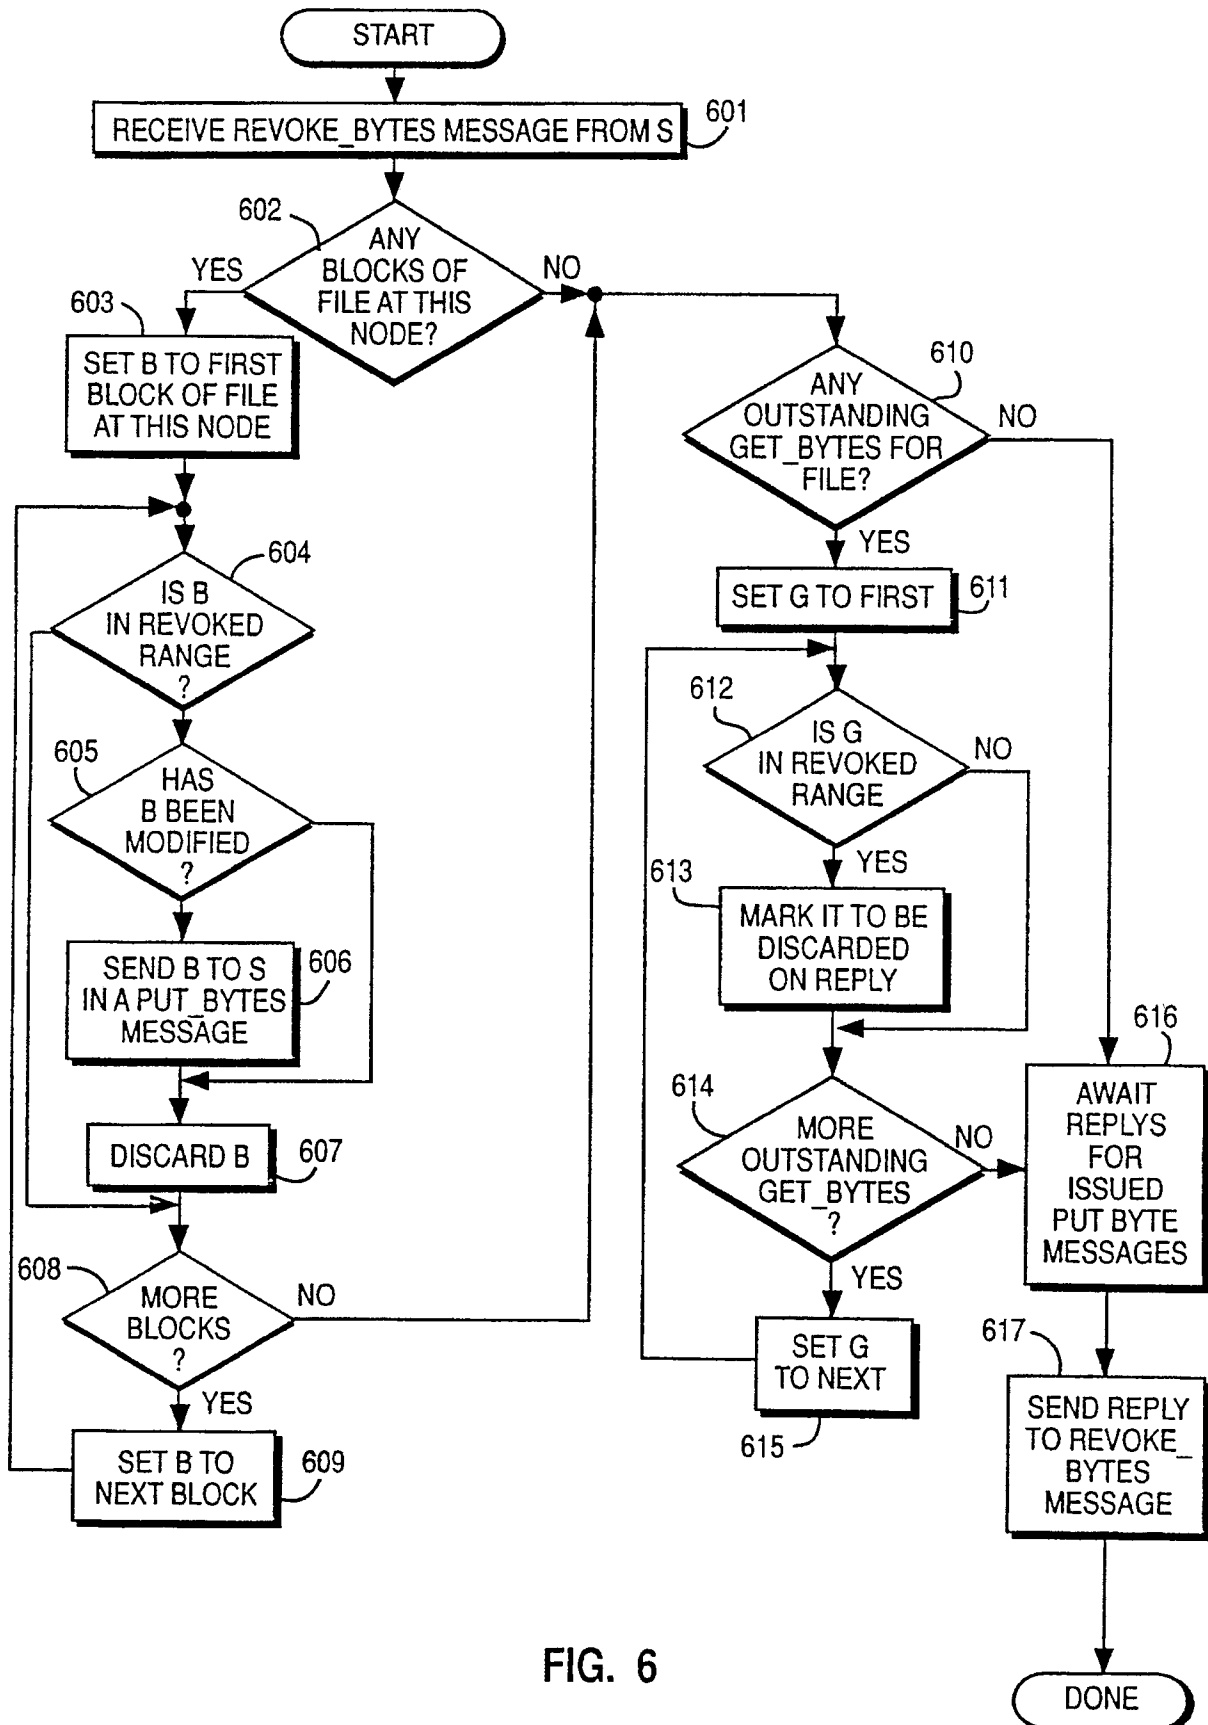 START
RECEIVE REVOKE_BYTES MESSAGE FROM S
601
602
ANY
BLOCKS OF
FILE AT THIS
NODE?
YES
NO
603
SET B TO FIRST
BLOCK OF FILE
AT THIS NODE
604
IS B
IN REVOKED
RANGE
?
605
HAS
B BEEN
MODIFIED
?
SEND B TO S
IN A PUT_BYTES
MESSAGE
606
DISCARD B
607
608
MORE
BLOCKS
?
NO
YES
SET B TO
NEXT BLOCK
609
610
ANY
OUTSTANDING
GET_BYTES FOR
FILE?
NO
YES
SET G TO FIRST
611
612
IS G
IN REVOKED
RANGE
NO
YES
613
MARK IT TO BE
DISCARDED
ON REPLY
614
MORE
OUTSTANDING
GET_BYTES
?
NO
YES
SET G
TO NEXT
615
616
AWAIT
REPLYS
FOR
ISSUED
PUT BYTE
MESSAGES
617
SEND REPLY
TO REVOKE_
BYTES
MESSAGE
DONE
FIG. 6